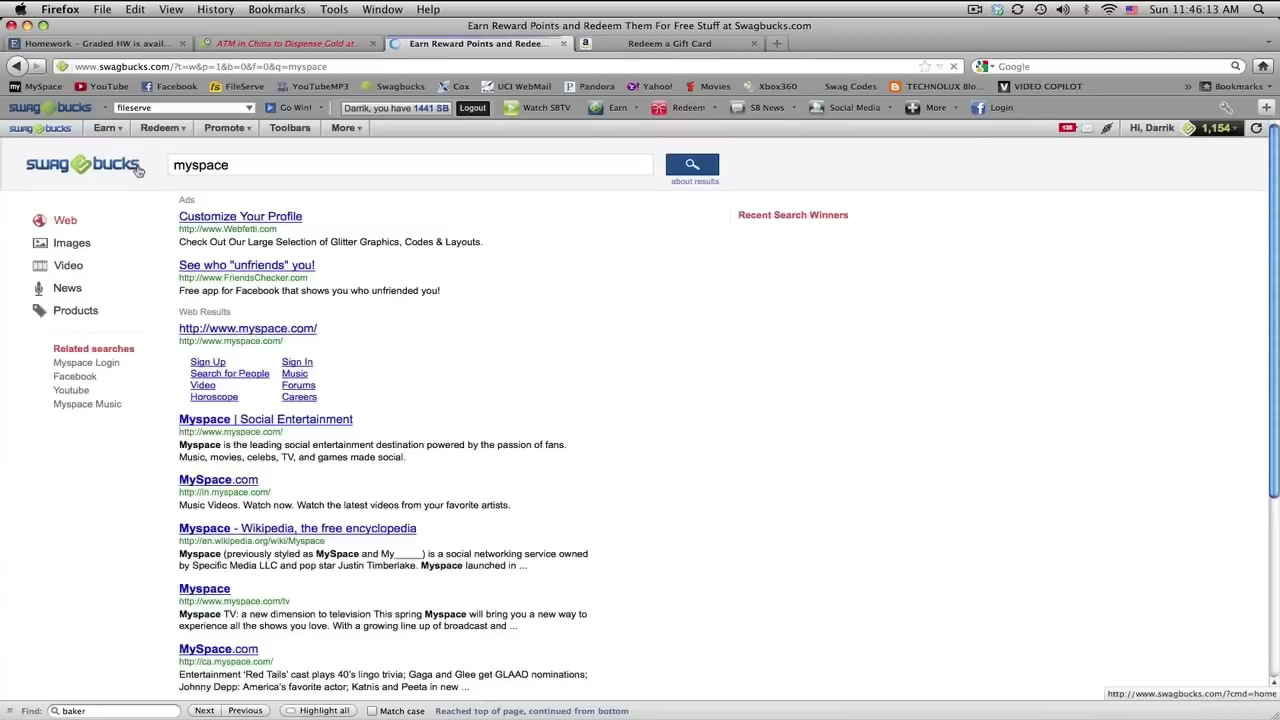 Firefox File Edit View History Bookmarks Tools Window Help Sun 11:46:13 AM
Earn Reward Points and Redeem Them For Free Stuff at Swagbucks.com
Homework - Graded HW is avail... ATM in China to Dispense Gold at... Earn Reward Points and Redee... Redeem a Gift Card
www.swagbucks.com/?t=w&p=1&b=0&f=0&q=myspace Google
MySpace YouTube Facebook FileServe YouTubeMP3 Swagbucks Cox UCI WebMail Pandora Yahoo! Movies Xbox360 Swag Codes TECHNOLUX Blo... VIDEO COPILOT Bookmarks
swagbucks fileserve Go Win! Darrik, you have 1441 SB Logout Watch SBTV Earn Redeem SB News Social Media More Login
swagbucks Earn Redeem Promote Toolbars More 138 Hi, Darrik 1,154
swagbucks myspace
about results
Ads
Customize Your Profile
http://www.Webfetti.com
Check Out Our Large Selection of Glitter Graphics, Codes & Layouts.
See who "unfriends" you!
http://www.FriendsChecker.com
Free app for Facebook that shows you who unfriended you!
Recent Search Winners
Web
Images
Video
News
Products
Related searches
Myspace Login
Facebook
Youtube
Myspace Music
Web Results
http://www.myspace.com/
http://www.myspace.com/
Sign Up Sign In
Search for People Music
Video Forums
Horoscope Careers
Myspace | Social Entertainment
http://www.myspace.com/
Myspace is the leading social entertainment destination powered by the passion of fans.
Music, movies, celebs, TV, and games made social.
MySpace.com
http://in.myspace.com/
Music Videos. Watch now. Watch the latest videos from your favorite artists.
Myspace - Wikipedia, the free encyclopedia
http://en.wikipedia.org/wiki/Myspace
Myspace (previously styled as MySpace and My_____) is a social networking service owned
by Specific Media LLC and pop star Justin Timberlake. Myspace launched in ...
Myspace
http://www.myspace.com/tv
Myspace TV: a new dimension to television This spring Myspace will bring you a new way to
experience all the shows you love. With a growing line up of broadcast and ...
MySpace.com
http://ca.myspace.com/
Entertainment 'Red Tails' cast plays 40's lingo trivia; Gaga and Glee get GLAAD nominations;
Johnny Depp: America's favorite actor; Katnis and Peeta in new ...
http://www.swagbucks.com/?cmd=home
Find: baker Next Previous Highlight all Match case Reached top of page, continued from bottom